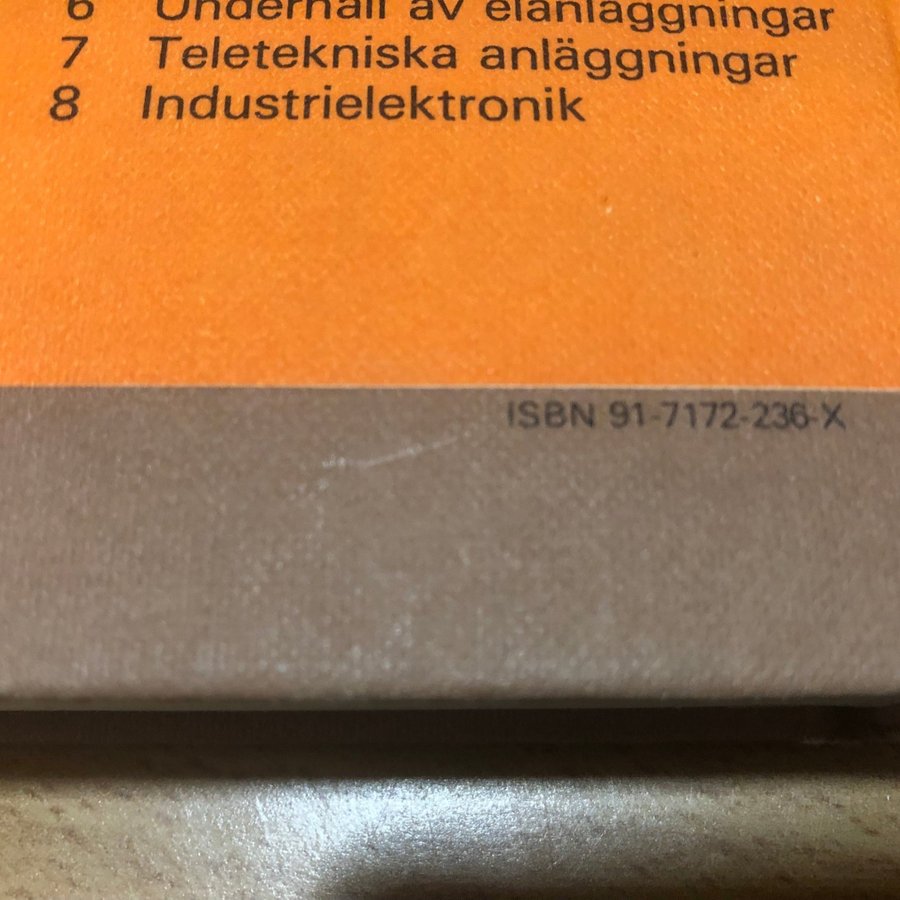 6 Underhåll av elanläggningar
7 Teletekniska anläggningar
8 Industrielektronik
ISBN 91-7172-236-X